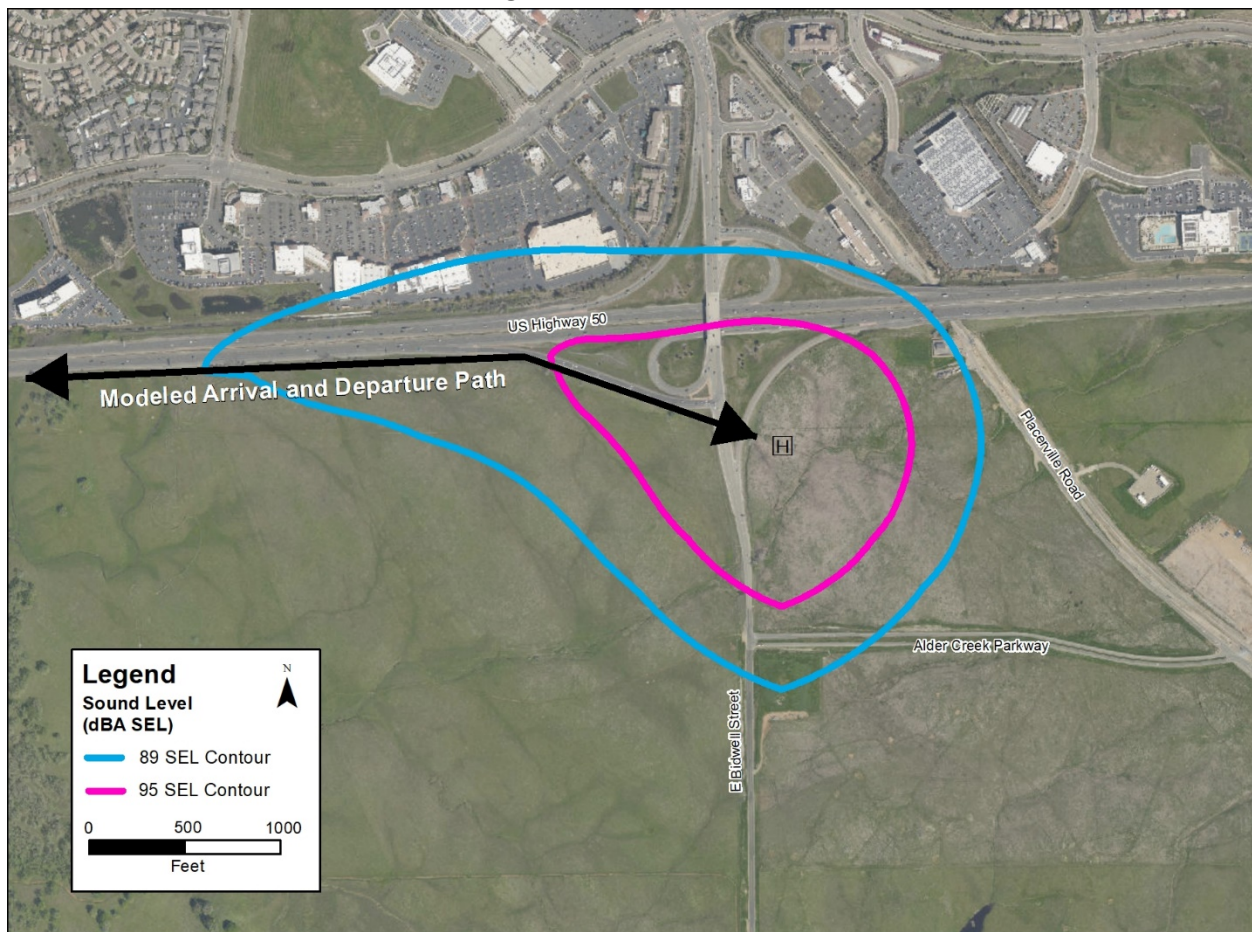 US Highway 50
Modeled Arrival and Departure Path
H
Placerville Road
Alder Creek Parkway
E Bidwell Street
Legend
N
Sound Level
(dBA SEL)
89 SEL Contour
95 SEL Contour
0 500 1000
Feet